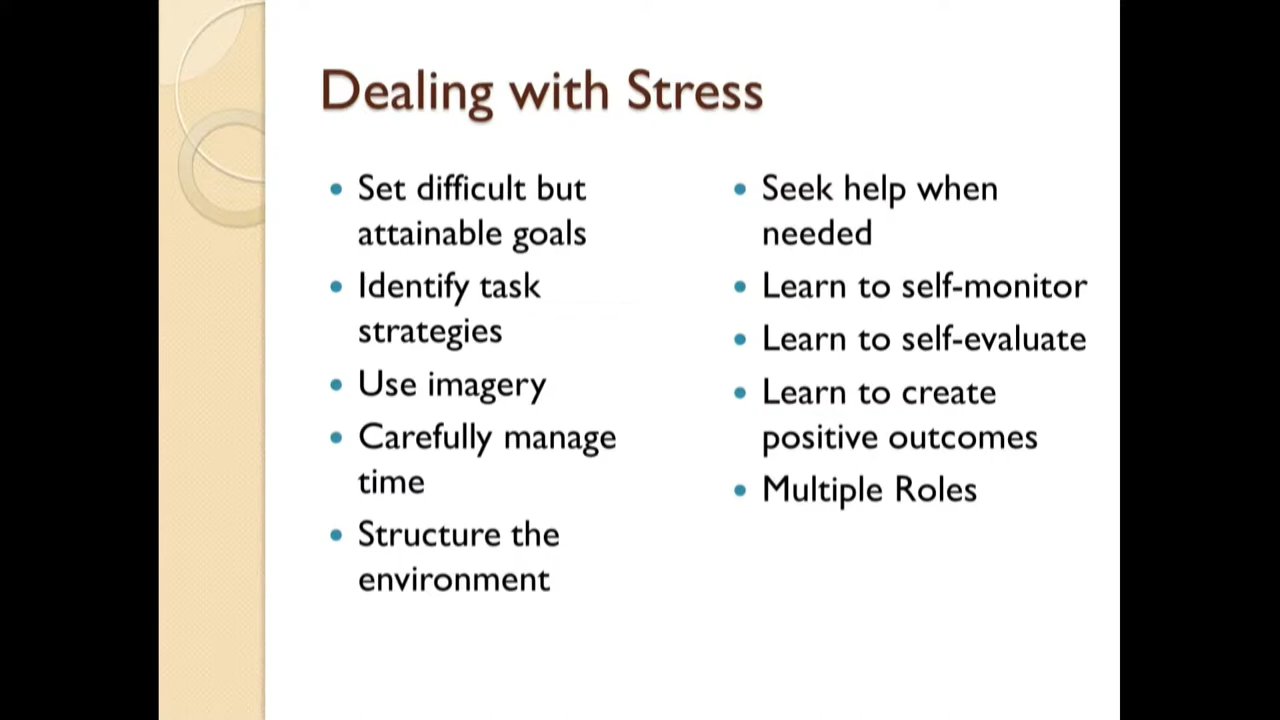 Dealing with Stress
• Set difficult but
attainable goals
• Identify task
strategies
• Use imagery
• Carefully manage
time
• Structure the
environment
• Seek help when
needed
• Learn to self-monitor
• Learn to self-evaluate
• Learn to create
positive outcomes
• Multiple Roles